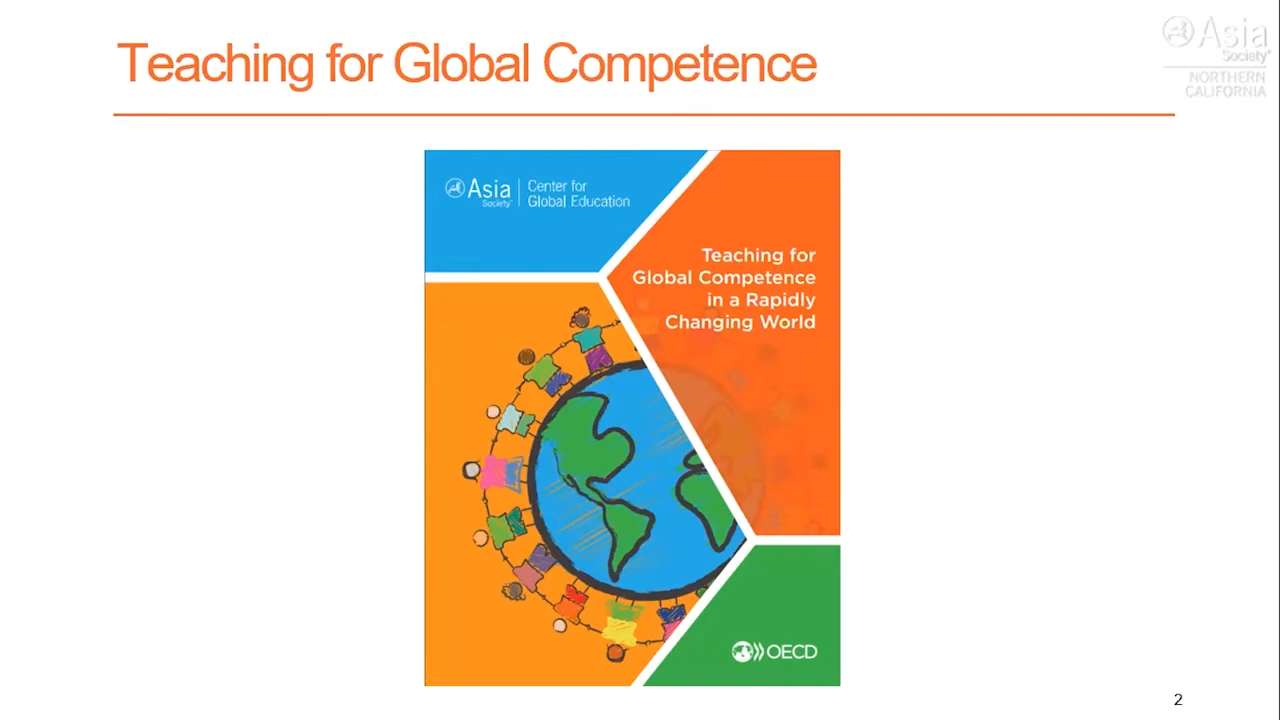 Teaching for Global Competence
Asia
Society
NORTHERN
CALIFORNIA
Asia
Society
Center for
Global Education
Teaching for
Global Competence
in a Rapidly
Changing World
OECD
2